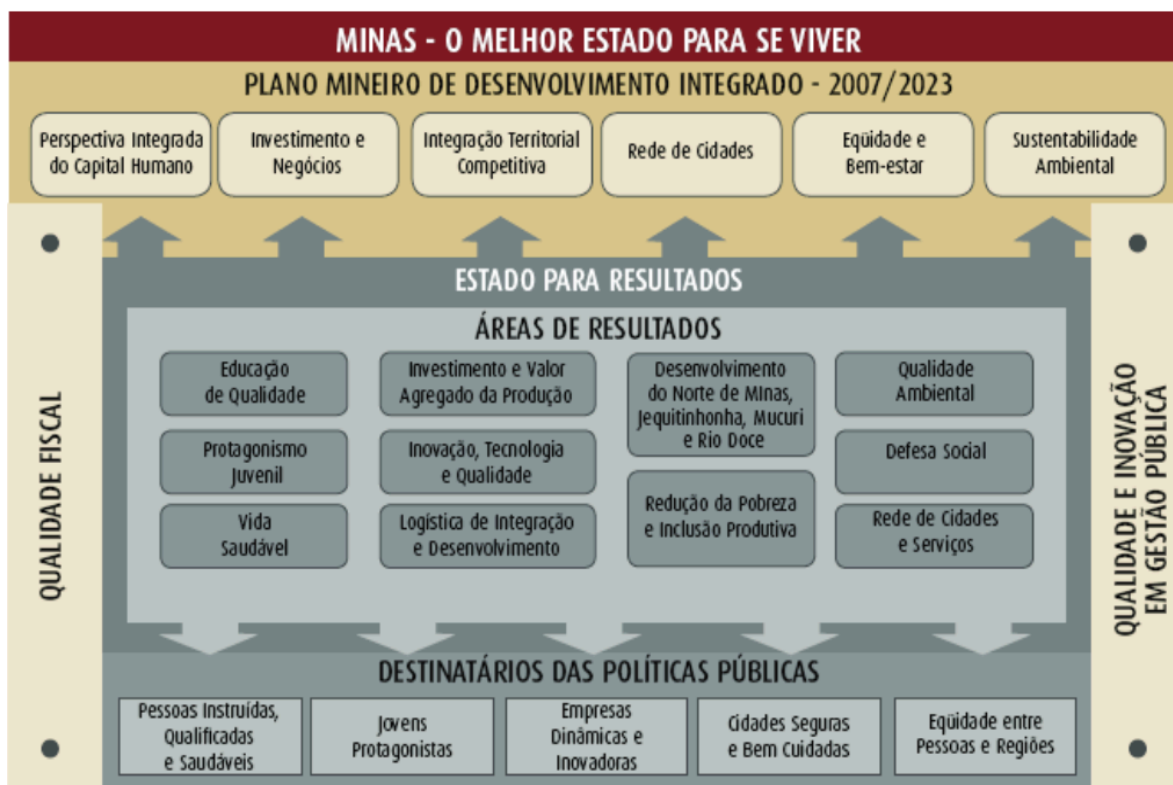 MINAS - O MELHOR ESTADO PARA SE VIVER
PLANO MINEIRO DE DESENVOLVIMENTO INTEGRADO - 2007/2023
Perspectiva Integrada
do Capital Humano
Investimento e
Negócios
Integração Territorial
Competitiva
Rede de Cidades
Eqüidade e
Bem-estar
Sustentabilidade
Ambiental
QUALIDADE FISCAL
ESTADO PARA RESULTADOS
ÁREAS DE RESULTADOS
Educação
de Qualidade
Protagonismo
Juvenil
Vida
Saudável
Investimento e Valor
Agregado da Produção
Inovação, Tecnologia
e Qualidade
Logística de Integração
e Desenvolvimento
Desenvolvimento
do Norte de MInas,
Jequitinhonha, Mucuri
e Rio Doce
Redução da Pobreza
e Inclusão Produtiva
Qualidade
Ambiental
Defesa Social
Rede de Cidades
e Serviços
QUALIDADE E INOVAÇÃO
EM GESTÃO PÚBLICA
DESTINATÁRIOS DAS POLÍTICAS PÚBLICAS
Pessoas Instruídas,
Qualificadas
e Saudáveis
Jovens
Protagonistas
Empresas
Dinâmicas e
Inovadoras
Cidades Seguras
e Bem Cuidadas
Eqüidade entre
Pessoas e Regiões